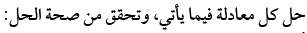 حل كل معادلة فيما يأتي، وتحقق من صحة الحل: